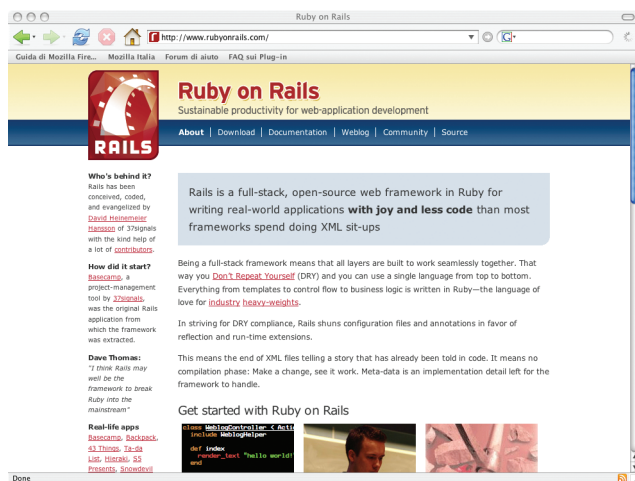 Ruby on Rails
http://www.rubyonrails.com/
G
Guida di Mozilla Fire...  Mozilla Italia  Forum di aiuto  FAQ sui Plug-in
RAILS
Ruby on Rails
Sustainable productivity for web-application development
About | Download | Documentation | Weblog | Community | Source
Who's behind it?
Rails has been
conceived, coded,
and evangelized by
David Heinemeier
Hansson of 37signals
with the kind help of
a lot of contributors.
How did it start?
Basecamp, a
project-management
tool by 37signals,
was the original Rails
application from
which the framework
was extracted.
Dave Thomas:
"I think Rails may
well be the
framework to break
Ruby into the
mainstream"
Real-life apps
Basecamp, Backpack,
43 Things, Ta-da
List, Hieraki, S5
Presents, Snowdevil
Rails is a full-stack, open-source web framework in Ruby for
writing real-world applications with joy and less code than most
frameworks spend doing XML sit-ups
Being a full-stack framework means that all layers are built to work seamlessly together. That
way you Don't Repeat Yourself (DRY) and you can use a single language from top to bottom.
Everything from templates to control flow to business logic is written in Ruby—the language of
love for industry heavy-weights.
In striving for DRY compliance, Rails shuns configuration files and annotations in favor of
reflection and run-time extensions.
This means the end of XML files telling a story that has already been told in code. It means no
compilation phase: Make a change, see it work. Meta-data is an implementation detail left for the
framework to handle.
Get started with Ruby on Rails
class WeblogController < Acti
include WeblogHelper
def index
render_text "hello world!
end
Done